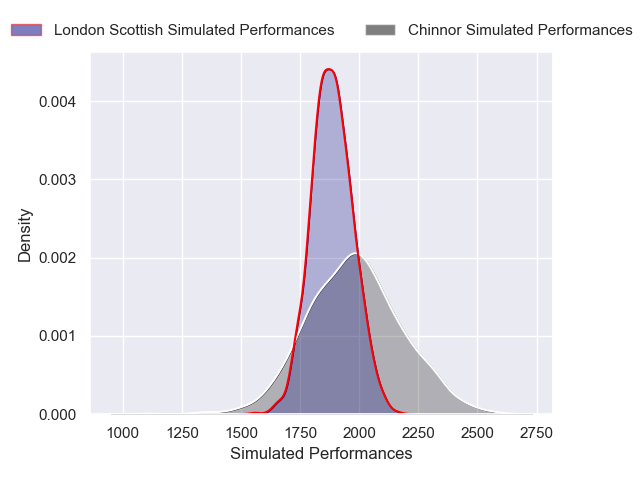 London Scottish Simulated Performances
Chinnor Simulated Performances
0.004
0.003
0.002
0.001
0.000
Density
1000 1250 1500 1750 2000 2250 2500 2750
Simulated Performances